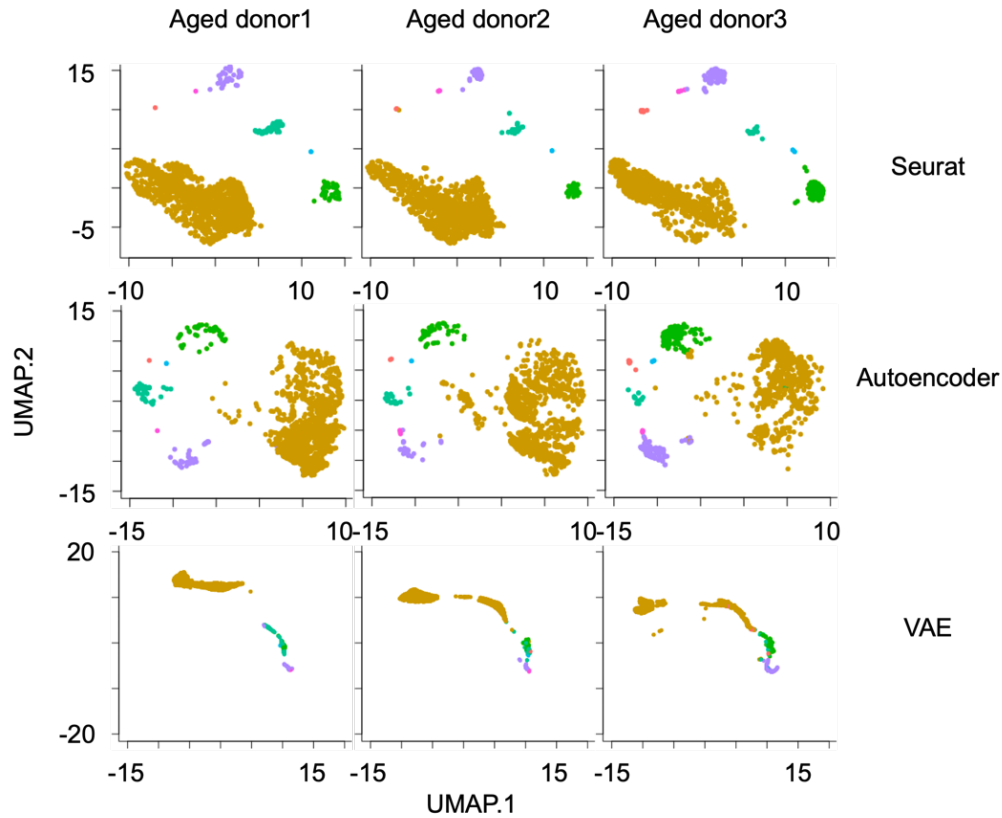 Aged donor1 Aged donor2 Aged donor3
15
Seurat
-5
-10 10 -10 10 -10 10
15
UMAP.2
Autoencoder
-15
-15 10 -15 10 -15 10
20
VAE
-20
-15 15 -15 15 -15 15
UMAP.1